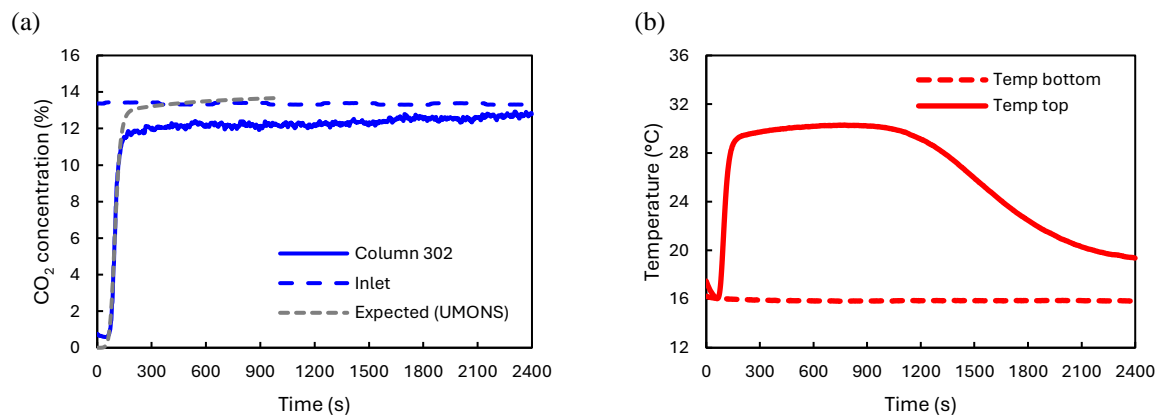 (a)
16
14
12
10
8
6
4
2
0
CO₂ concentration (%)
Column 302
Inlet
Expected (UMONS)
0 300 600 900 1200 1500 1800 2100 2400
Time (s)
(b)
36
32
28
24
20
16
12
Temperature (ºC)
Temp bottom
Temp top
0 300 600 900 1200 1500 1800 2100 2400
Time (s)